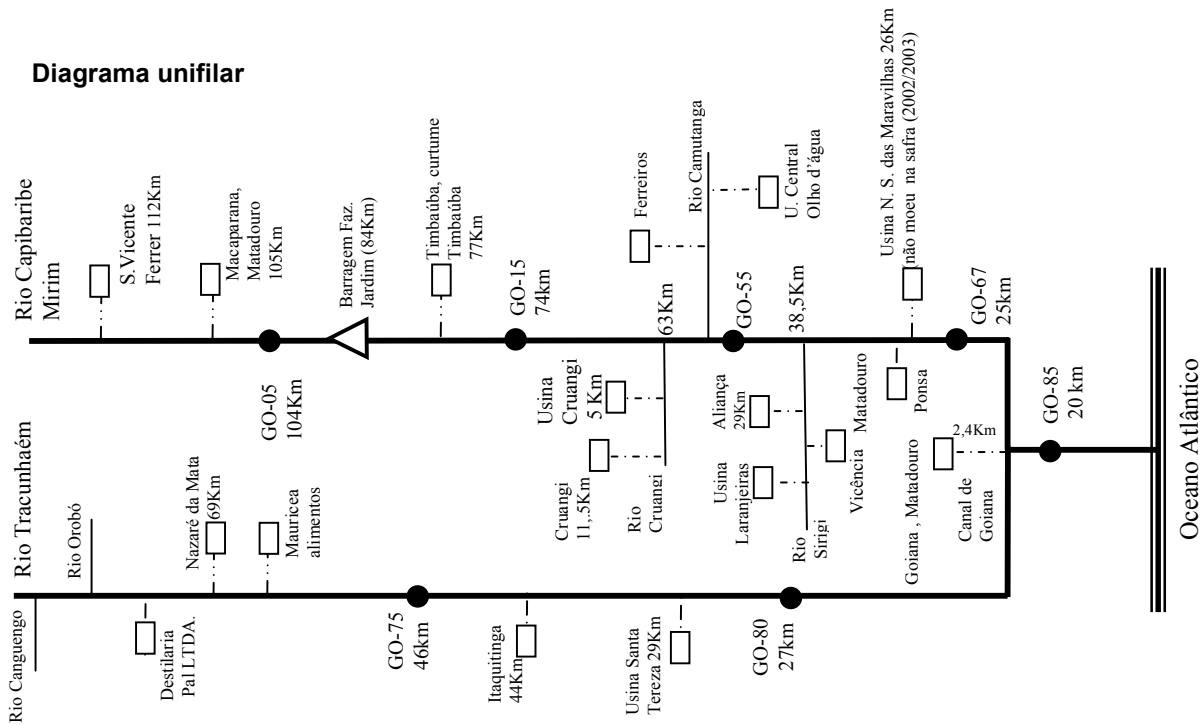 Diagrama unifilar
Rio Capibaribe
Mirim
S.Vicente
Ferrer 112Km
Macaparana,
Matadouro
105Km
GO-05
104Km
Barragem Faz.
Jardim (84Km)
Timbaúba, curtume
Timbaúba
77Km
GO-15
74km
Usina
Cruangi
5 Km
Cruangi
11,.5Km
Rio
Cruangi
63Km
Ferreiros
Rio Camutanga
U. Central
Olho d'água
GO-55
38,5Km
Aliança
29Km
Usina
Laranjeiras
Rio
Sirigi
Vicência
Matadouro
Usina N. S. das Maravilhas 26Km
(não moeu na safra (2002/2003)
Ponsa
GO-67
25km
Rio Tracunhaém
Rio Canguengo
Rio Orobó
Destilaria
Pal LTDA.
Nazaré da Mata
69Km
Mauricea
alimentos
GO-75
46km
Itaquitinga
44Km
Usina Santa
Tereza 29Km
GO-80
27km
Goiana , Matadouro
2,4Km
Canal de
Goiana
GO-85
20 km
Oceano Atlântico